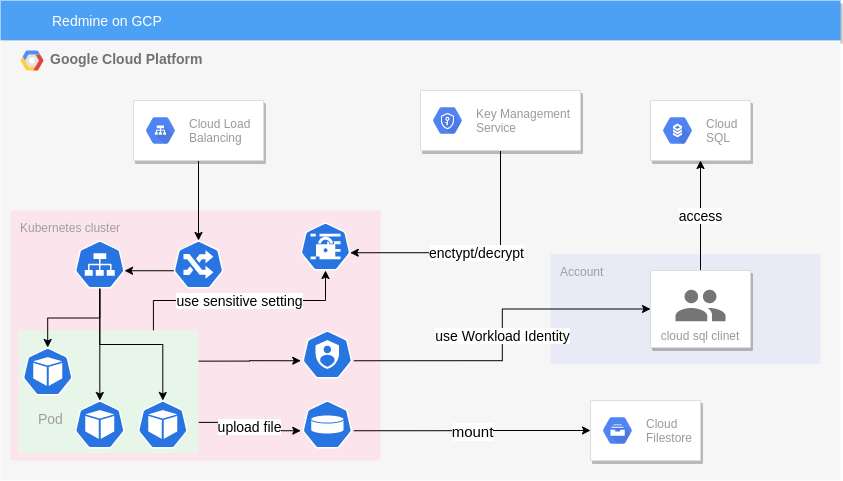 Redmine on GCP
Google Cloud Platform
Cloud Load
Balancing
Key Management
Service
Cloud
SQL
access
Kubernetes cluster
enctypt/decrypt
Account
use sensitive setting
use Workload Identity
cloud sql clinet
Pod
upload file
mount
Cloud
Filestore